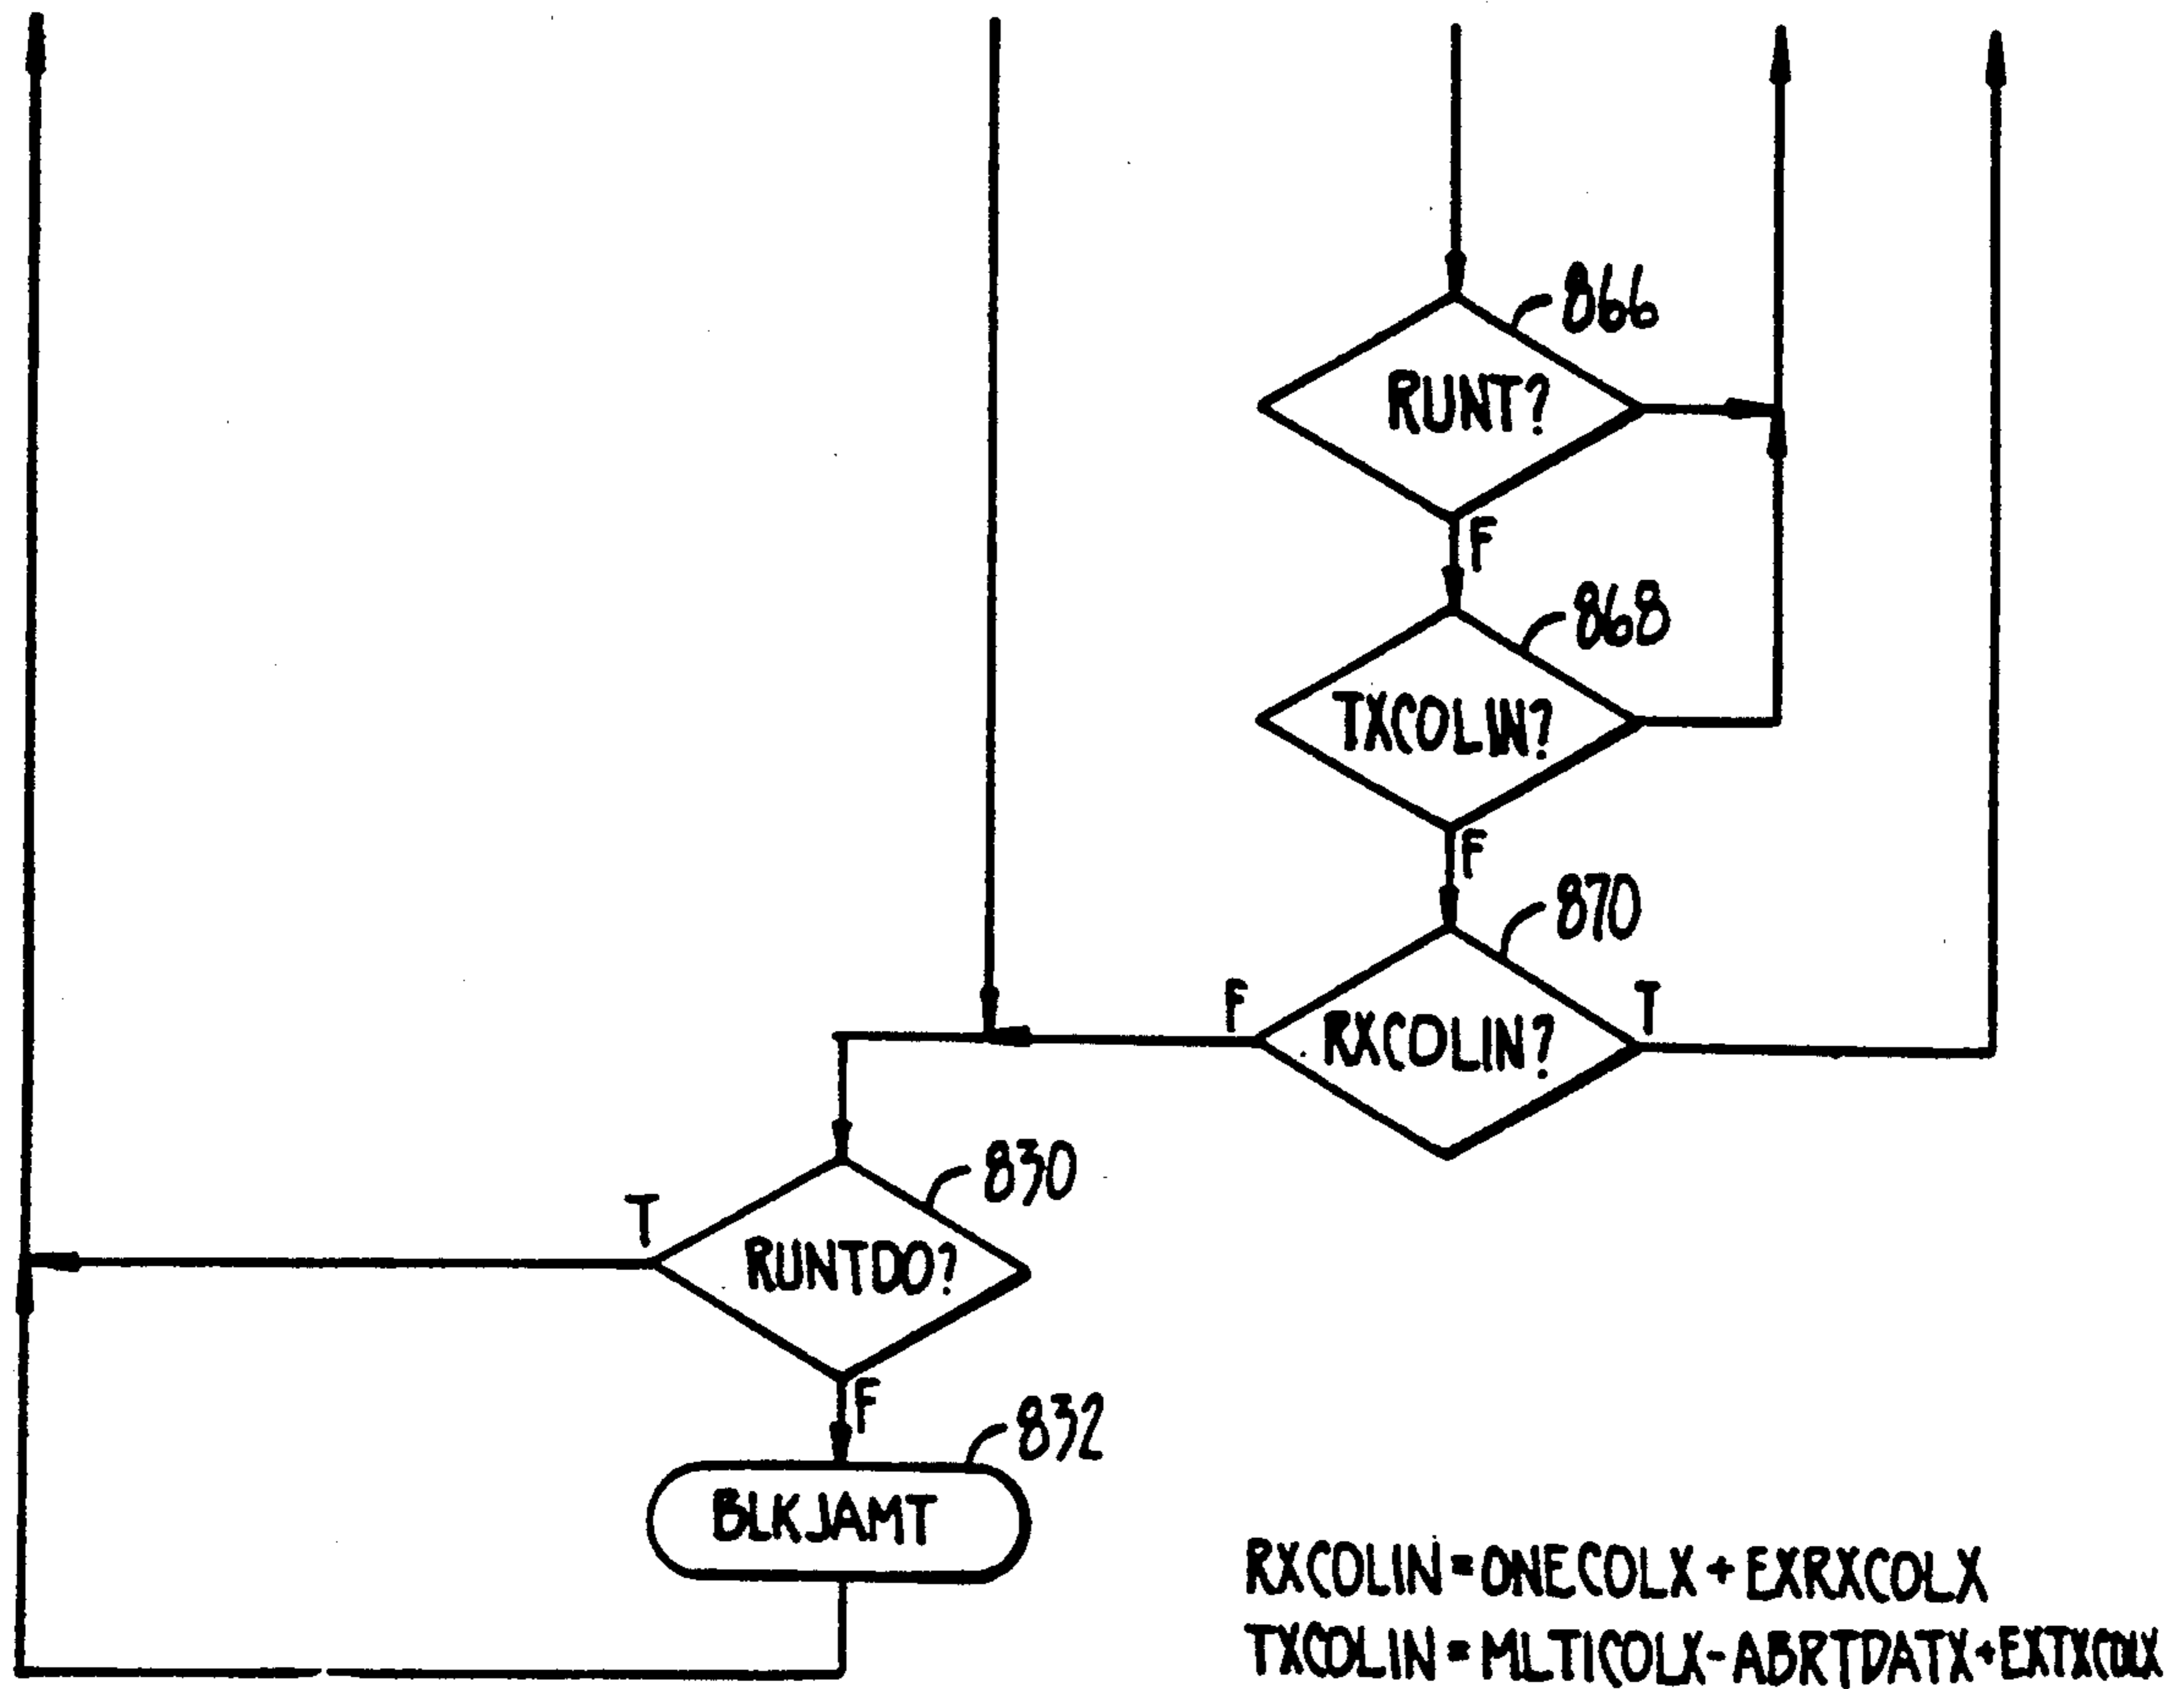 866
RUNT?
F
868
TXCOLIN?
F
870
F
T
RXCOLIN?
830
T
RUNTDO?
F
832
BLKJAMT
RXCOLIN=ONECOLX+EXRXCOLX
TXCOLIN=MLTICOLX-ABRTDATX+EXTXCOLX